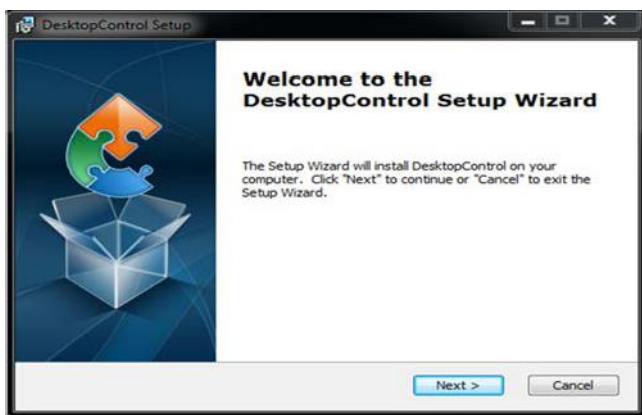 DesktopControl Setup
Welcome to the
DesktopControl Setup Wizard
The Setup Wizard will install DesktopControl on your
computer. Click "Next" to continue or "Cancel" to exit the
Setup Wizard.
Next >
Cancel